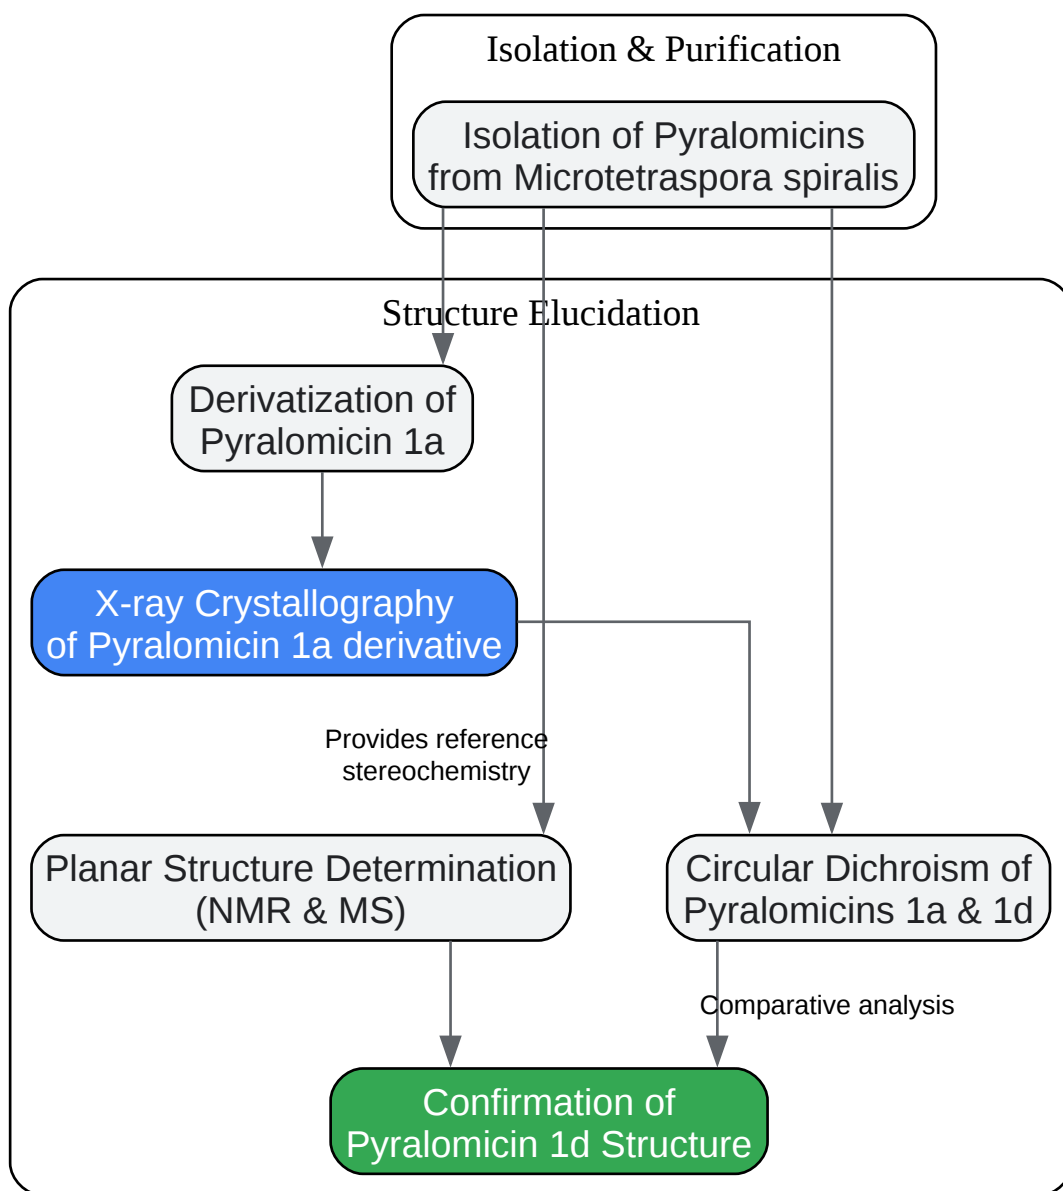 Isolation & Purification
Isolation of Pyralomicins
from Microtetraspora spiralis
Structure Elucidation
Derivatization of
Pyralomicin 1a
X-ray Crystallography
of Pyralomicin 1a derivative
Provides reference
stereochemistry
Planar Structure Determination
(NMR & MS)
Circular Dichroism of
Pyralomicins 1a & 1d
Comparative analysis
Confirmation of
Pyralomicin 1d Structure